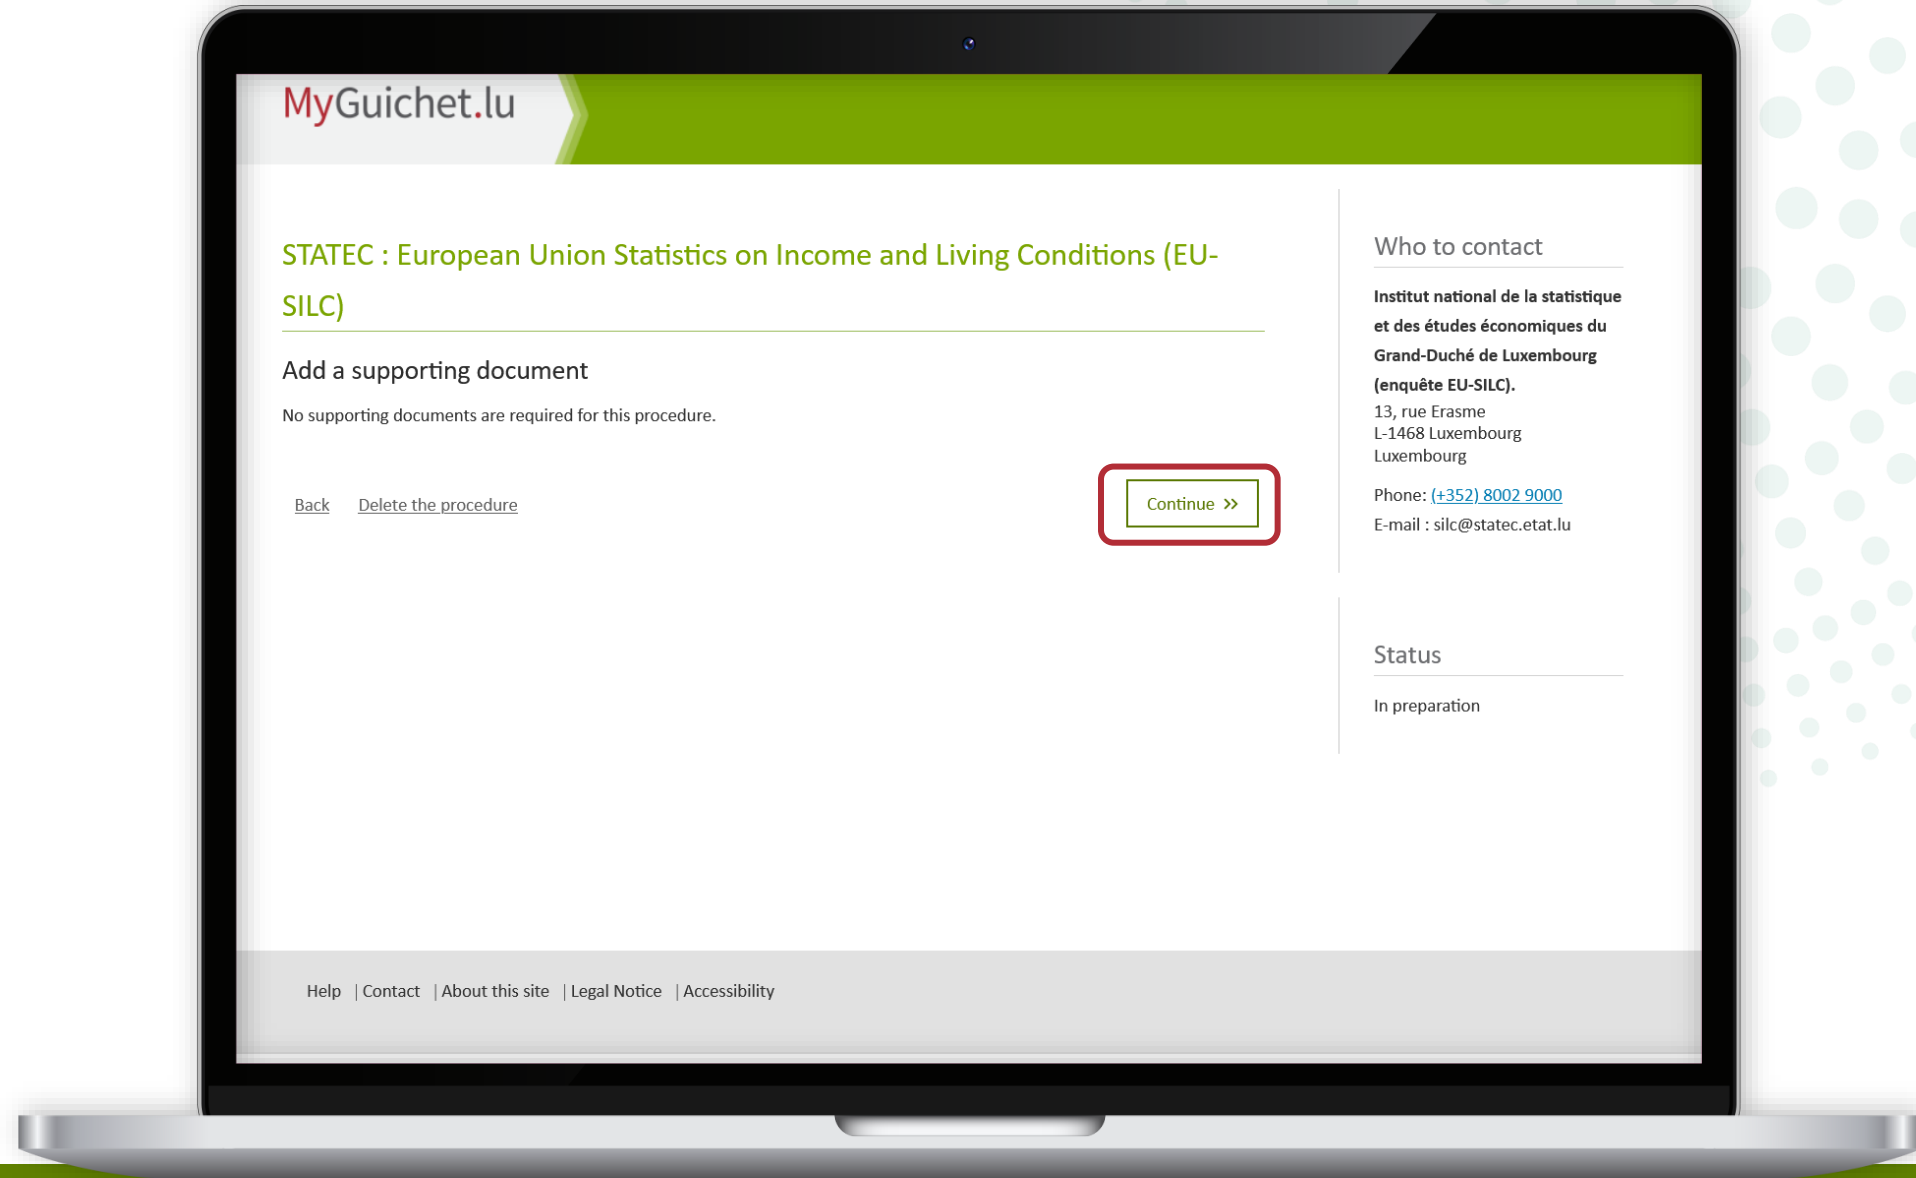 MyGuichet.lu
STATEC : European Union Statistics on Income and Living Conditions (EU-
SILC)
Add a supporting document
No supporting documents are required for this procedure.
Back Delete the procedure
Continue »
Who to contact
Institut national de la statistique
et des études économiques du
Grand-Duché de Luxembourg
(enquête EU-SILC).
13, rue Erasme
L-1468 Luxembourg
Luxembourg
Phone: (+352) 8002 9000
E-mail : silc@statec.etat.lu
Status
In preparation
Help | Contact | About this site | Legal Notice | Accessibility